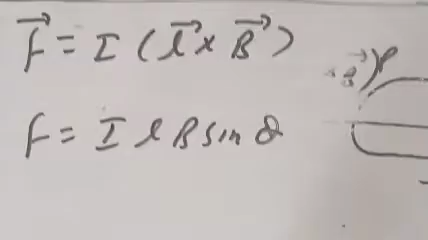 F⃗ = I (l⃗ × B⃗)
F = I l B sin θ